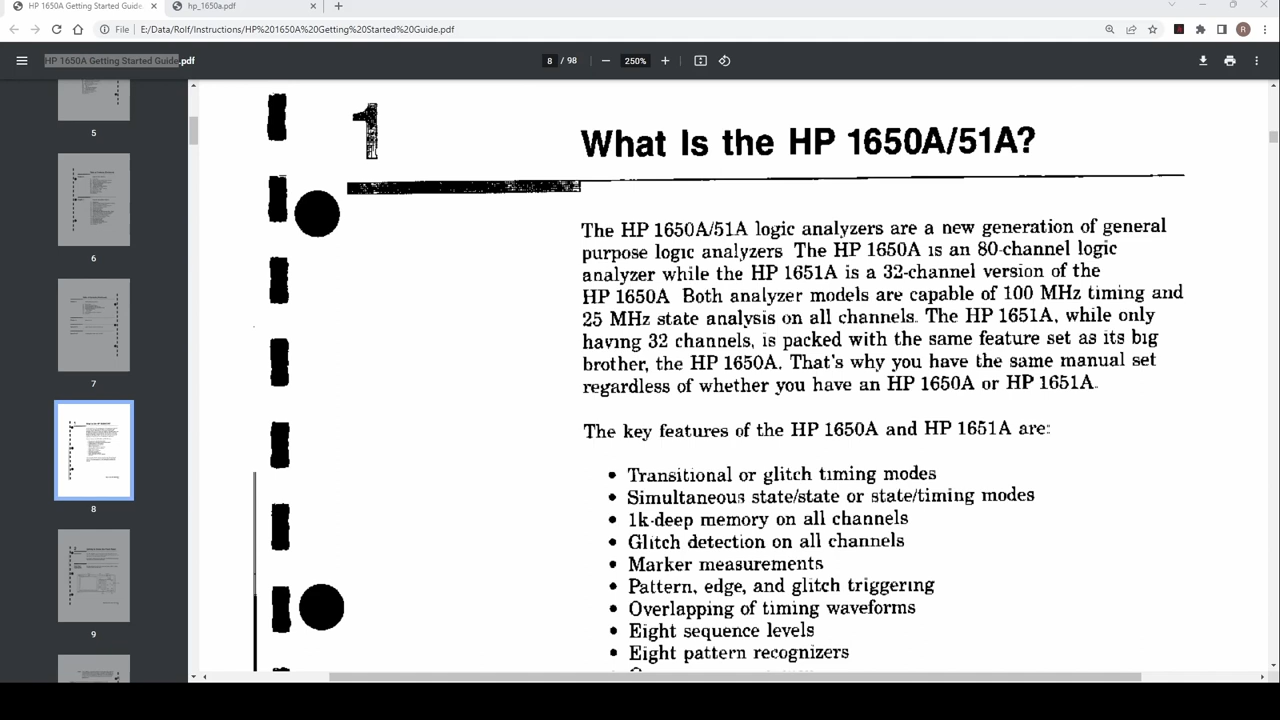 HP 1650A Getting Started Guide.
hp_1650a.pdf
File
E:/Data/Rolf/Instructions/HP%201650A%20Getting%20Started%20Guide.pdf
R
HP 1650A Getting Started Guide.pdf
8 / 98
250%
5
6
7
8
9
1
What Is the HP 1650A/51A?
The HP 1650A/51A logic analyzers are a new generation of general
purpose logic analyzers The HP 1650A is an 80-channel logic
analyzer while the HP 1651A is a 32-channel version of the
HP 1650A Both analyzer models are capable of 100 MHz timing and
25 MHz state analysis on all channels. The HP 1651A, while only
having 32 channels, is packed with the same feature set as its big
brother, the HP 1650A. That's why you have the same manual set
regardless of whether you have an HP 1650A or HP 1651A.
The key features of the HP 1650A and HP 1651A are:
• Transitional or glitch timing modes
• Simultaneous state/state or state/timing modes
• 1k-deep memory on all channels
• Glitch detection on all channels
• Marker measurements
• Pattern, edge, and glitch triggering
• Overlapping of timing waveforms
• Eight sequence levels
• Eight pattern recognizers